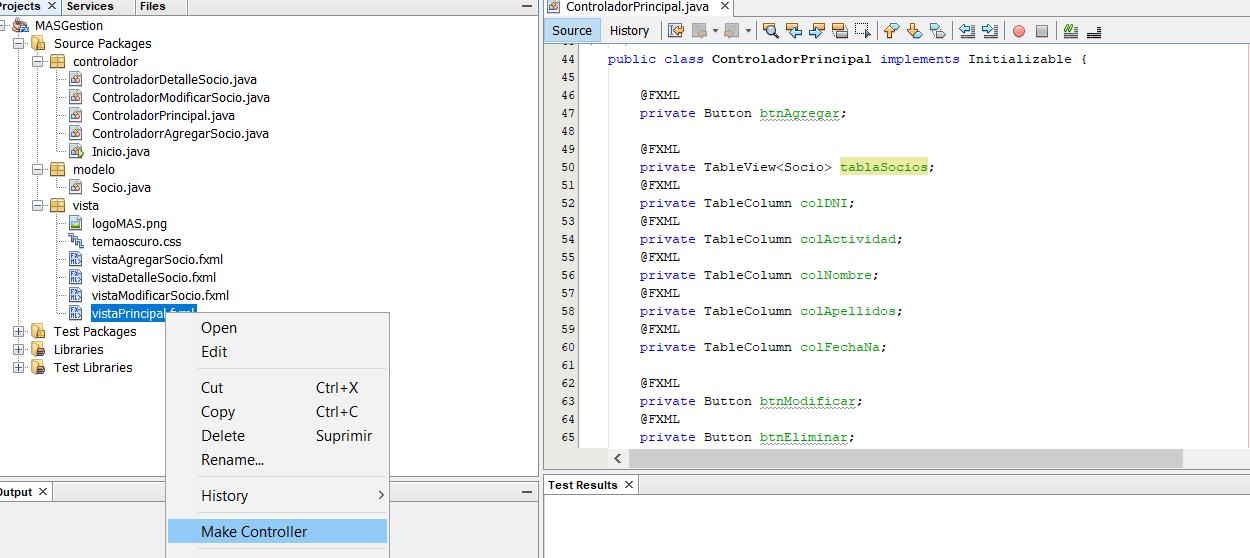 Projects
Services
Files
MASGestion
Source Packages
controlador
ControladorDetalleSocio.java
ControladorModificarSocio.java
ControladorPrincipal.java
ControladorrAgregarSocio.java
Inicio.java
modelo
Socio.java
vista
logoMAS.png
temaoscuro.css
vistaAgregarSocio.fxml
vistaDetalleSocio.fxml
vistaModificarSocio.fxml
vistaPrincipal.fxml
Test Packages
Libraries
Test Libraries
Open
Edit
Cut Ctrl+X
Copy Ctrl+C
Delete Suprimir
Rename...
History
Make Controller
Output
ControladorPrincipal.java
Source History
44 public class ControladorPrincipal implements Initializable {
45
46 @FXML
47 private Button btnAgregar;
48
49 @FXML
50 private TableView<Socio> tablaSocios;
51 @FXML
52 private TableColumn colDNI;
53 @FXML
54 private TableColumn colActividad;
55 @FXML
56 private TableColumn colNombre;
57 @FXML
58 private TableColumn colApellidos;
59 @FXML
60 private TableColumn colFechaNa;
61
62 @FXML
63 private Button btnModificar;
64 @FXML
65 private Button btnEliminar;
Test Results